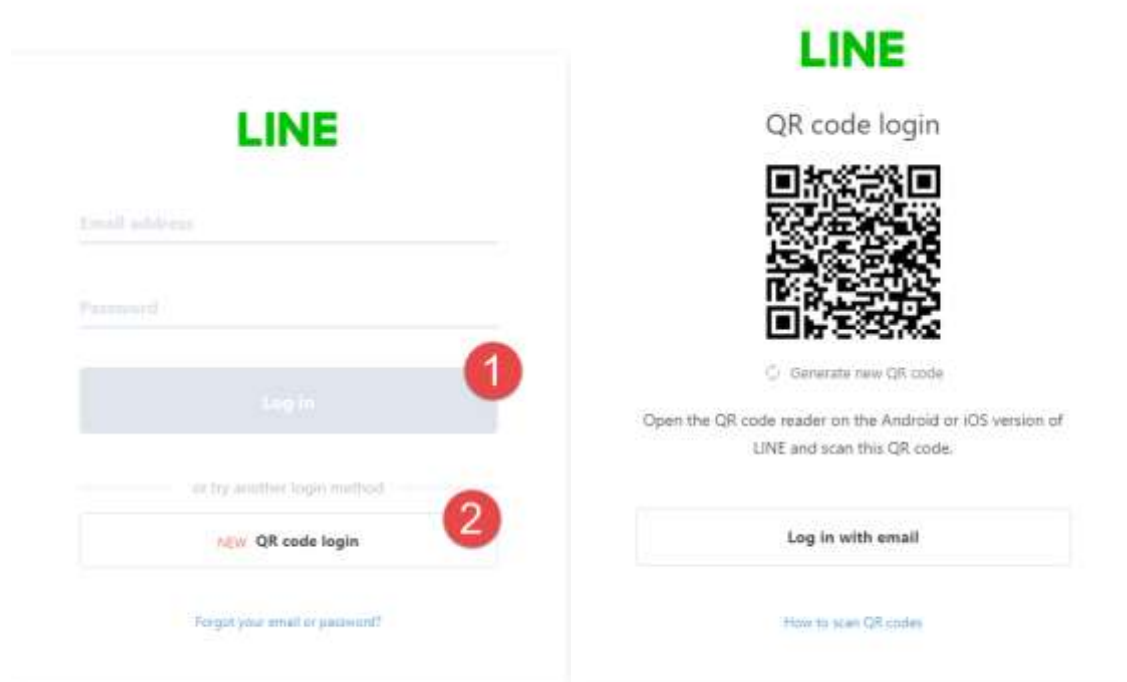 LINE
Email address
Password
1
Log in
or try another login method
2
NEW QR code login
Forgot your email or password?
LINE
QR code login
Generate new QR code
Open the QR code reader on the Android or iOS version of
LINE and scan this QR code.
Log in with email
How to scan QR codes